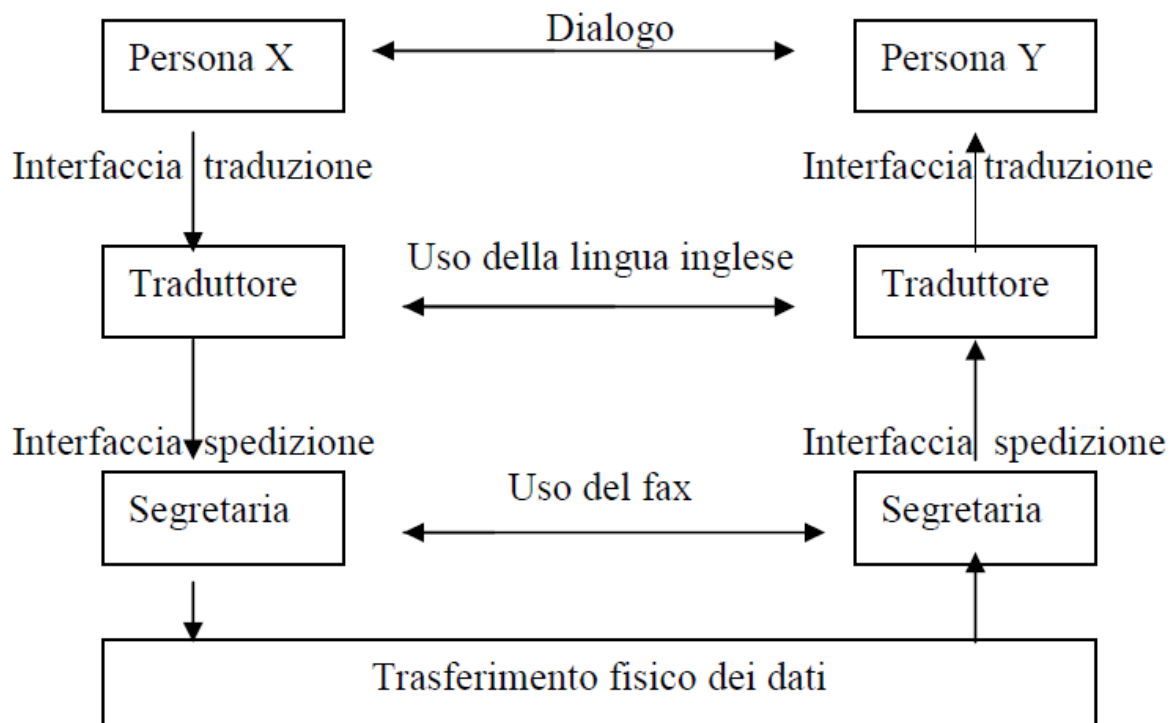 Dialogo
Persona X
Persona Y
Interfaccia traduzione
Interfaccia traduzione
Uso della lingua inglese
Traduttore
Traduttore
Interfaccia spedizione
Interfaccia spedizione
Uso del fax
Segretaria
Segretaria
Trasferimento fisico dei dati